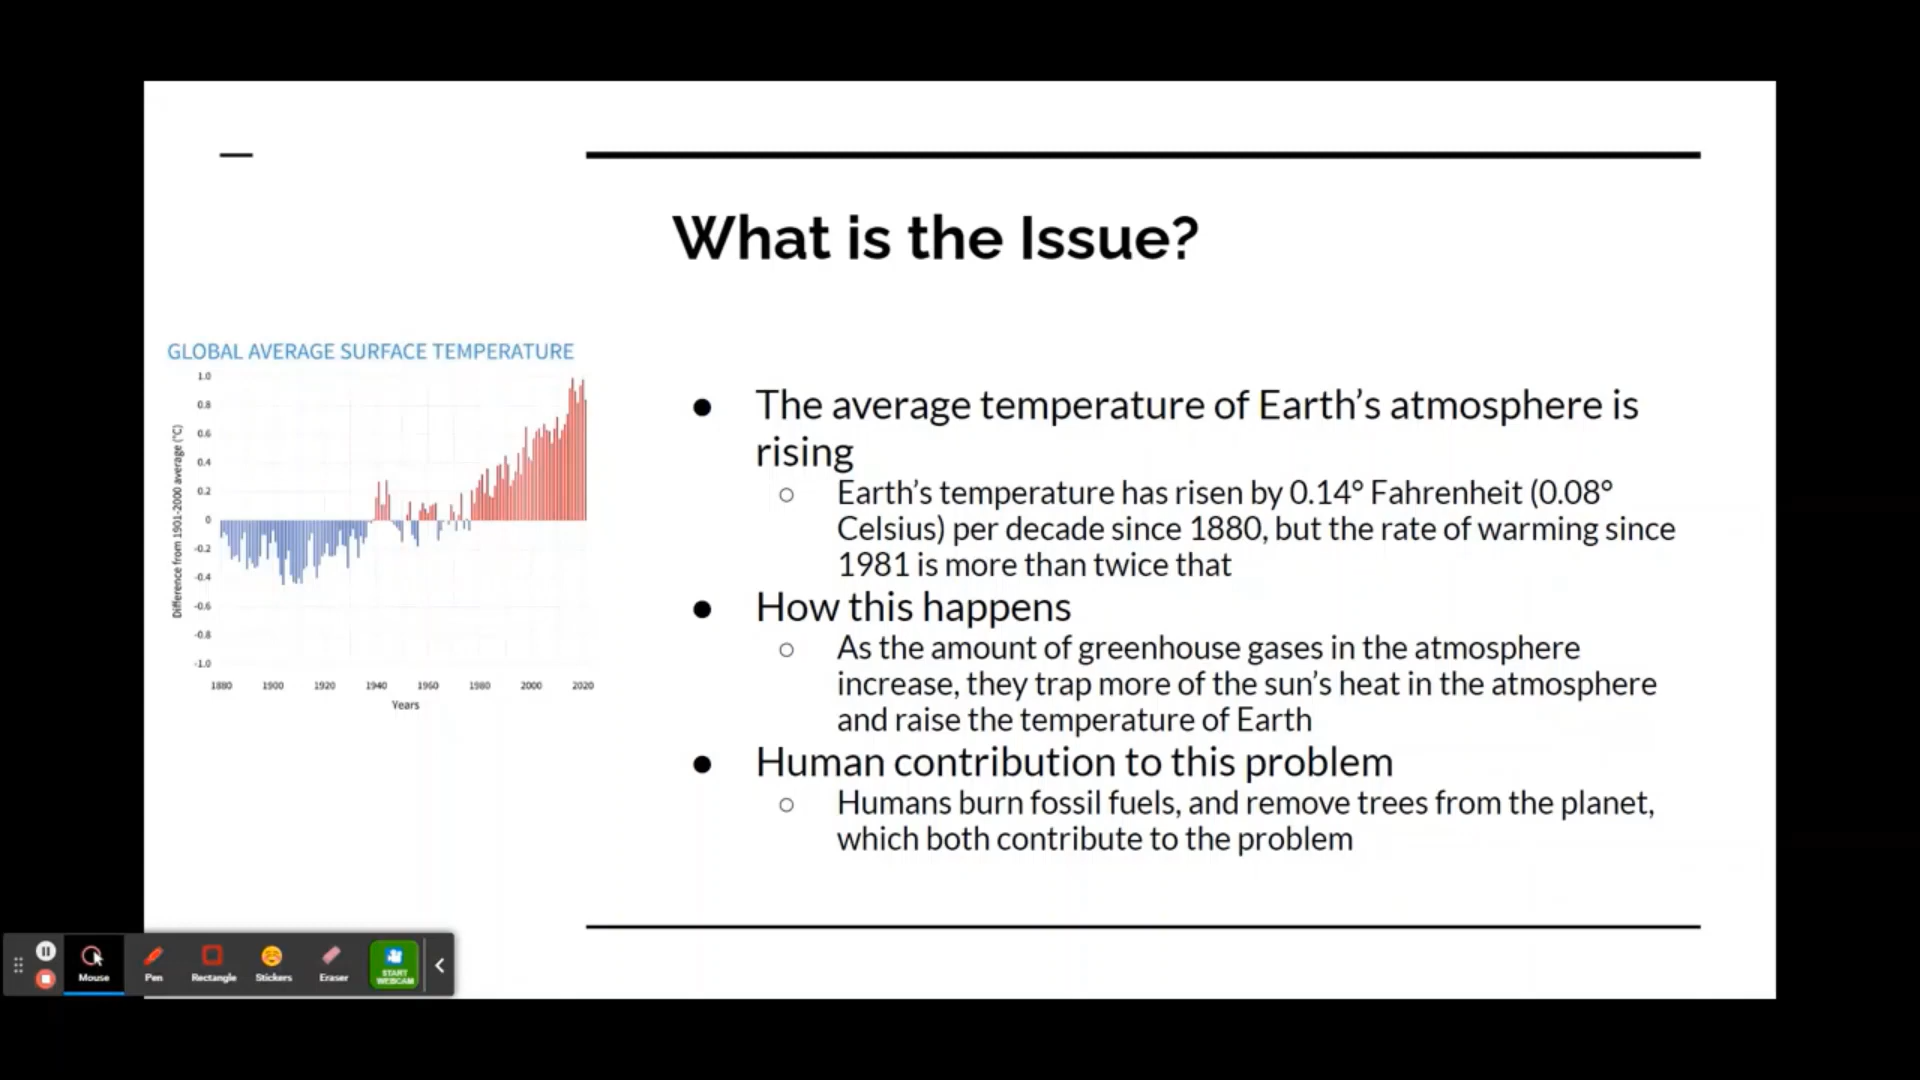 What is the Issue?
GLOBAL AVERAGE SURFACE TEMPERATURE
1.0
0.8
0.6
0.4
0.2
0
-0.2
-0.4
-0.6
-0.8
-1.0
Difference from 1901-2000 average (°C)
1880 1900 1920 1940 1960 1980 2000 2020
Years
● The average temperature of Earth’s atmosphere is
rising
○ Earth’s temperature has risen by 0.14° Fahrenheit (0.08°
Celsius) per decade since 1880, but the rate of warming since
1981 is more than twice that
● How this happens
○ As the amount of greenhouse gases in the atmosphere
increase, they trap more of the sun’s heat in the atmosphere
and raise the temperature of Earth
● Human contribution to this problem
○ Humans burn fossil fuels, and remove trees from the planet,
which both contribute to the problem
Mouse Pen Rectangle Stickers Eraser START
WEBCAM